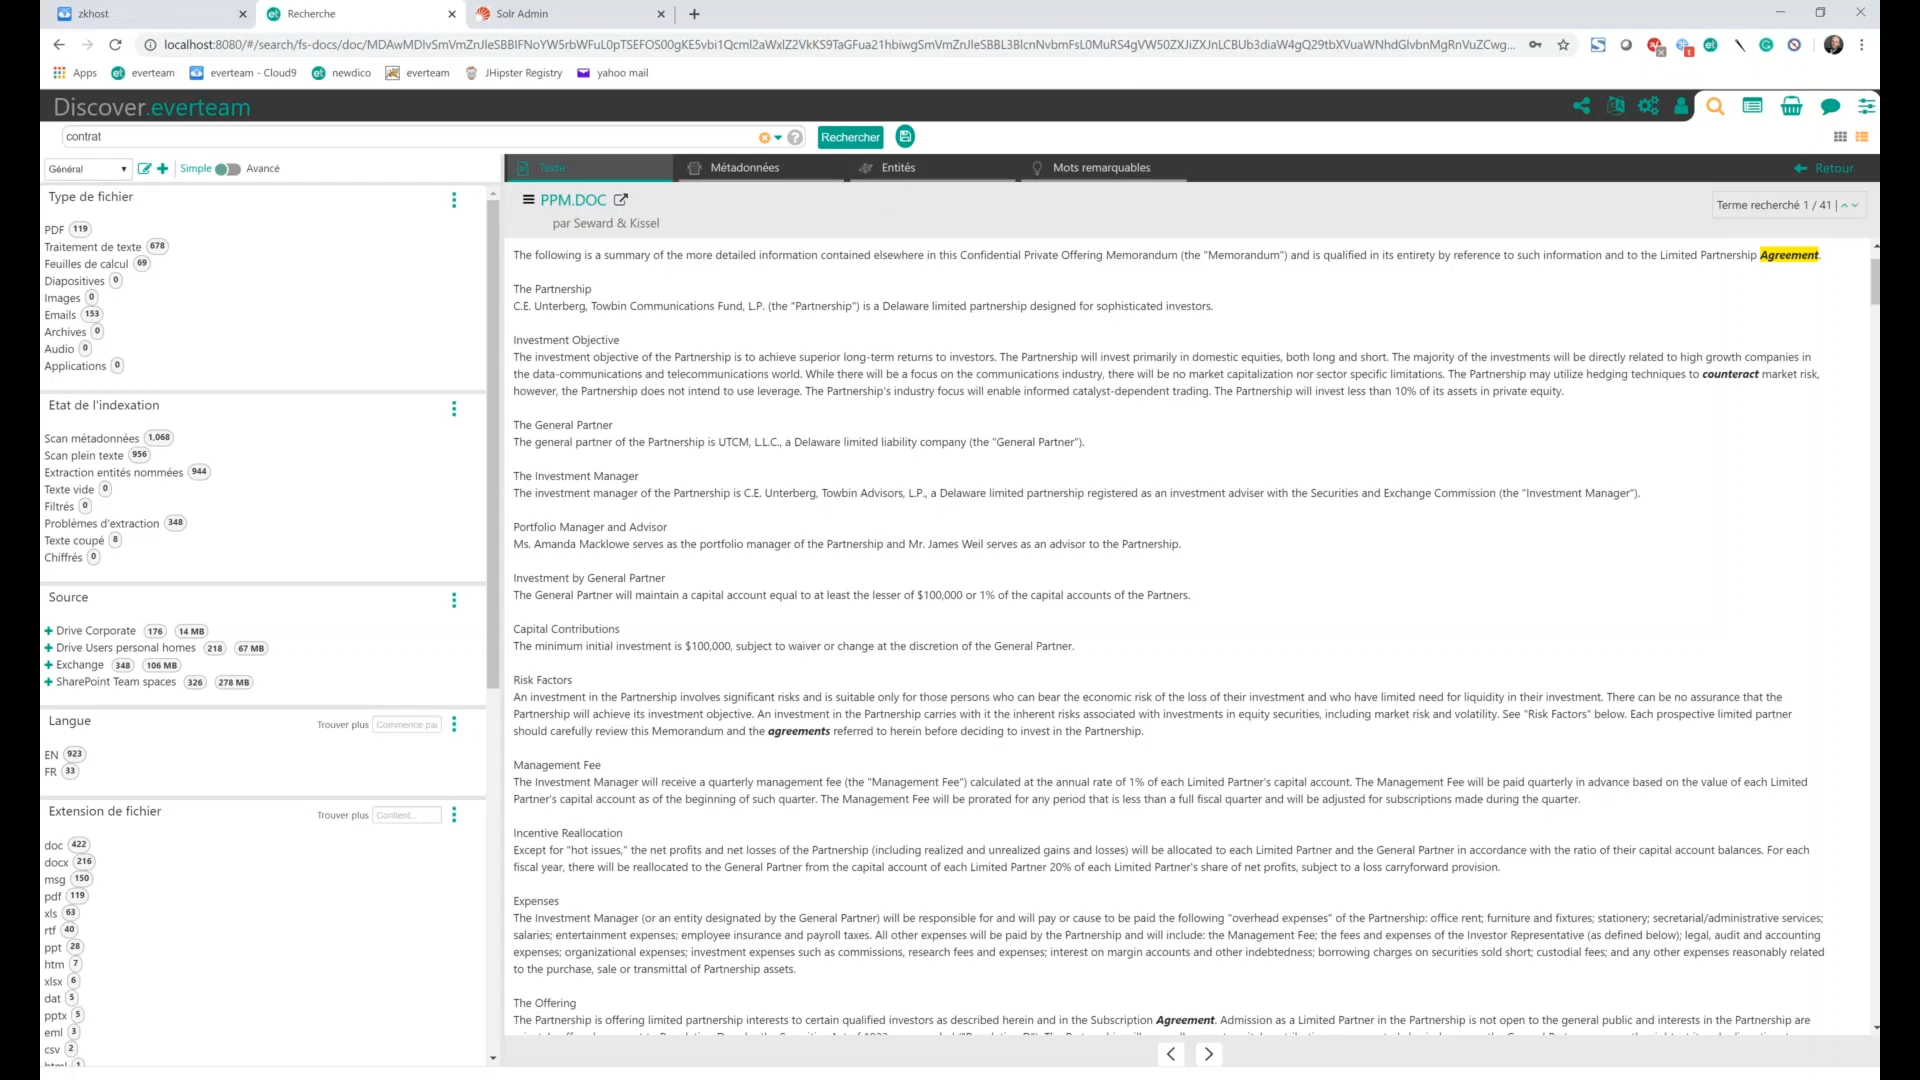 zkhost
Recherche
Solr Admin
localhost:8080/#/search/fs-docs/doc/
Apps
everteam
everteam - Cloud9
newdico
everteam
JHipster Registry
yahoo mail
Discover.everteam
contrat
Rechercher
Général
Simple
Avancé
Type de fichier
PDF 119
Traitement de texte 678
Feuilles de calcul 69
Diapositives 0
Images 0
Emails 153
Archives 0
Audio 0
Applications 0
Etat de l'indexation
Scan métadonnées 1,068
Scan plein texte 956
Extraction entités nommées 944
Texte vide 0
Filtrés 0
Problèmes d'extraction 348
Texte coupé 8
Chiffrés 0
Source
Drive Corporate 176 14 MB
Drive Users personal homes 218 67 MB
Exchange 348 106 MB
SharePoint Team spaces 326 278 MB
Langue
Trouver plus Commence pa
EN 923
FR 33
Extension de fichier
Trouver plus Contient...
doc 422
docx 216
msg 150
pdf 119
xls 63
rtf 40
ppt 28
htm 7
xlsx 6
dat 5
pptx 5
eml 3
csv 2
Texte
Métadonnées
Entités
Mots remarquables
Retour
PPM.DOC
par Seward & Kissel
Terme recherché 1 / 41 |
The following is a summary of the more detailed information contained elsewhere in this Confidential Private Offering Memorandum (the "Memorandum") and is qualified in its entirety by reference to such information and to the Limited Partnership Agreement.
The Partnership
C.E. Unterberg, Towbin Communications Fund, L.P. (the "Partnership") is a Delaware limited partnership designed for sophisticated investors.
Investment Objective
The investment objective of the Partnership is to achieve superior long-term returns to investors. The Partnership will invest primarily in domestic equities, both long and short. The majority of the investments will be directly related to high growth companies in
the data-communications and telecommunications world. While there will be a focus on the communications industry, there will be no market capitalization nor sector specific limitations. The Partnership may utilize hedging techniques to counteract market risk,
however, the Partnership does not intend to use leverage. The Partnership's industry focus will enable informed catalyst-dependent trading. The Partnership will invest less than 10% of its assets in private equity.
The General Partner
The general partner of the Partnership is UTCM, L.L.C., a Delaware limited liability company (the "General Partner").
The Investment Manager
The investment manager of the Partnership is C.E. Unterberg, Towbin Advisors, L.P., a Delaware limited partnership registered as an investment adviser with the Securities and Exchange Commission (the "Investment Manager").
Portfolio Manager and Advisor
Ms. Amanda Macklowe serves as the portfolio manager of the Partnership and Mr. James Weil serves as an advisor to the Partnership.
Investment by General Partner
The General Partner will maintain a capital account equal to at least the lesser of $100,000 or 1% of the capital accounts of the Partners.
Capital Contributions
The minimum initial investment is $100,000, subject to waiver or change at the discretion of the General Partner.
Risk Factors
An investment in the Partnership involves significant risks and is suitable only for those persons who can bear the economic risk of the loss of their investment and who have limited need for liquidity in their investment. There can be no assurance that the
Partnership will achieve its investment objective. An investment in the Partnership carries with it the inherent risks associated with investments in equity securities, including market risk and volatility. See "Risk Factors" below. Each prospective limited partner
should carefully review this Memorandum and the agreements referred to herein before deciding to invest in the Partnership.
Management Fee
The Investment Manager will receive a quarterly management fee (the "Management Fee") calculated at the annual rate of 1% of each Limited Partner's capital account. The Management Fee will be paid quarterly in advance based on the value of each Limited
Partner's capital account as of the beginning of such quarter. The Management Fee will be prorated for any period that is less than a full fiscal quarter and will be adjusted for subscriptions made during the quarter.
Incentive Reallocation
Except for "hot issues," the net profits and net losses of the Partnership (including realized and unrealized gains and losses) will be allocated to each Limited Partner and the General Partner in accordance with the ratio of their capital account balances. For each
fiscal year, there will be reallocated to the General Partner from the capital account of each Limited Partner 20% of each Limited Partner's share of net profits, subject to a loss carryforward provision.
Expenses
The Investment Manager (or an entity designated by the General Partner) will be responsible for and will pay or cause to be paid the following "overhead expenses" of the Partnership: office rent; furniture and fixtures; stationery; secretarial/administrative services;
salaries; entertainment expenses; employee insurance and payroll taxes. All other expenses will be paid by the Partnership and will include: the Management Fee; the fees and expenses of the Investor Representative (as defined below); legal, audit and accounting
expenses; organizational expenses; investment expenses such as commissions, research fees and expenses; interest on margin accounts and other indebtedness; borrowing charges on securities sold short; custodial fees; and any other expenses reasonably related
to the purchase, sale or transmittal of Partnership assets.
The Offering
The Partnership is offering limited partnership interests to certain qualified investors as described herein and in the Subscription Agreement. Admission as a Limited Partner in the Partnership is not open to the general public and interests in the Partnership are